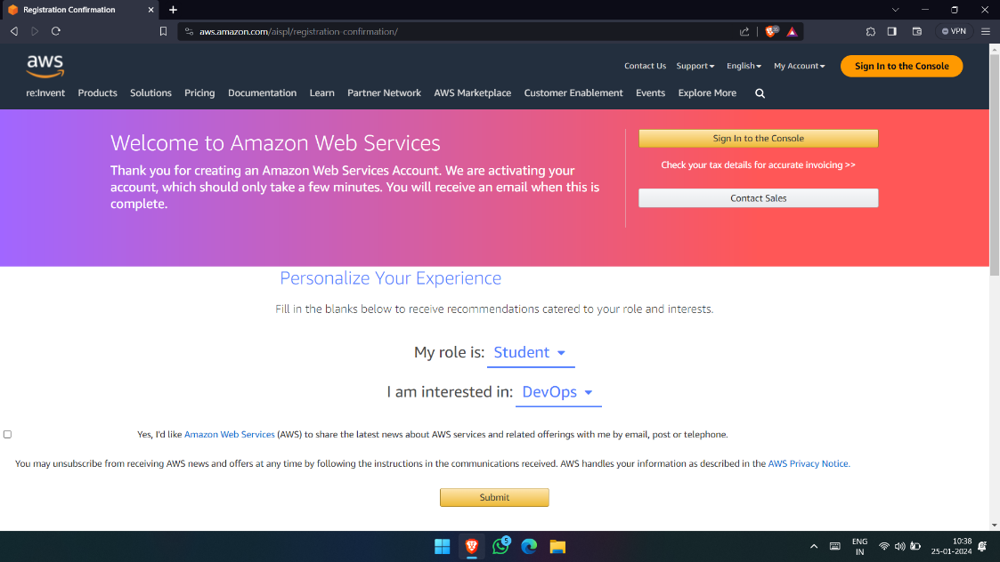 Registration Confirmation
aws.amazon.com/aispl/registration-confirmation/
VPN
aws
Contact Us Support English My Account Sign In to the Console
re:Invent Products Solutions Pricing Documentation Learn Partner Network AWS Marketplace Customer Enablement Events Explore More
Welcome to Amazon Web Services
Thank you for creating an Amazon Web Services Account. We are activating your
account, which should only take a few minutes. You will receive an email when this is
complete.
Sign In to the Console
Check your tax details for accurate invoicing >>
Contact Sales
Personalize Your Experience
Fill in the blanks below to receive recommendations catered to your role and interests.
My role is: Student
I am interested in: DevOps
Yes, I'd like Amazon Web Services (AWS) to share the latest news about AWS services and related offerings with me by email, post or telephone.
You may unsubscribe from receiving AWS news and offers at any time by following the instructions in the communications received. AWS handles your information as described in the AWS Privacy Notice.
Submit
5
ENG
IN
10:38
25-01-2024